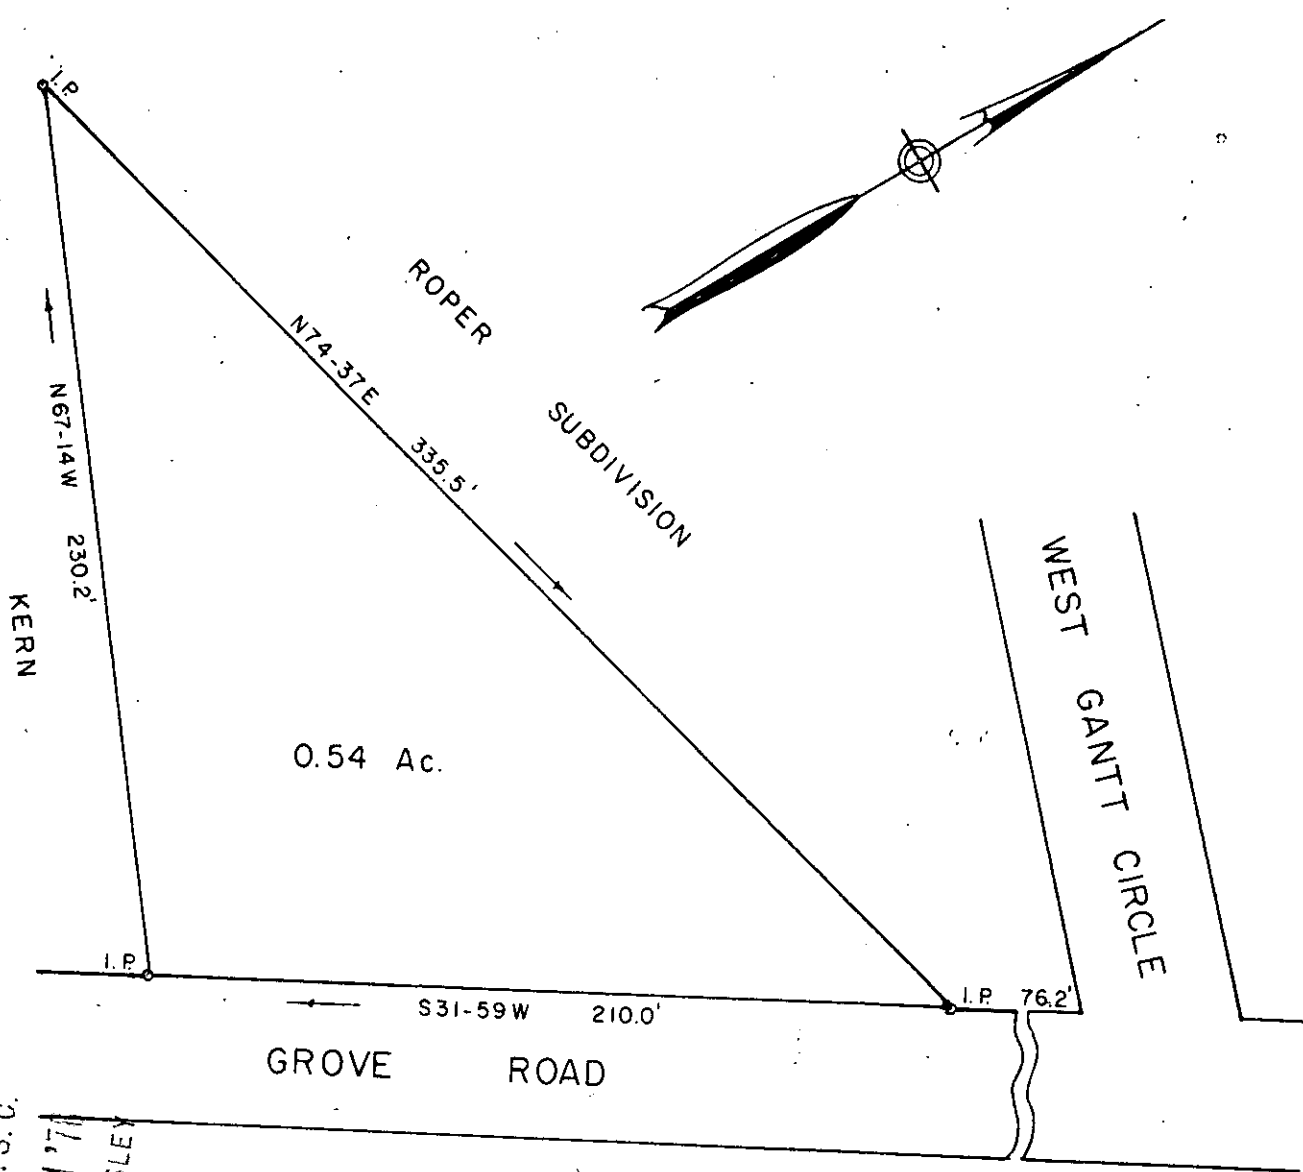 I.P.
ROPER
SUBDIVISION
N74-37E 335.5'
N67-14W 230.2'
KERN
WEST GANTT CIRCLE
0.54 Ac.
I.P.
I.P. 76.2'
S31-59W 210.0'
GROVE ROAD